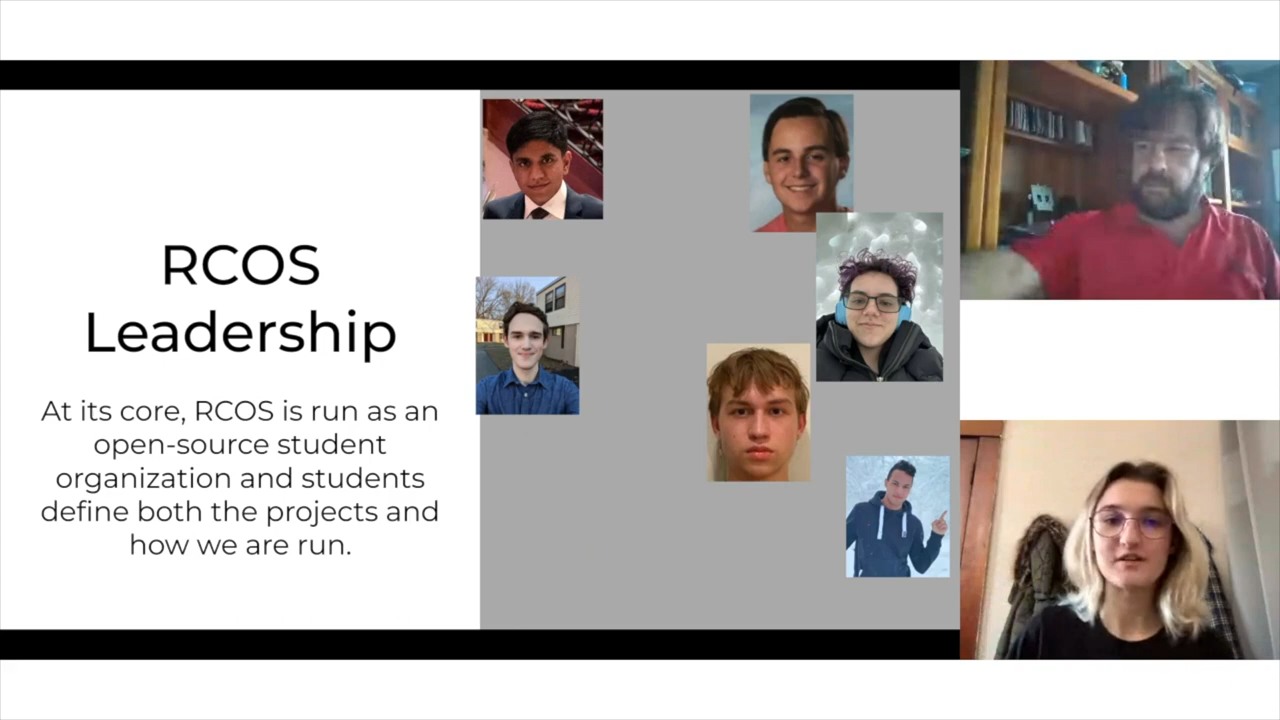 RCOS
Leadership
At its core, RCOS is run as an
open-source student
organization and students
define both the projects and
how we are run.